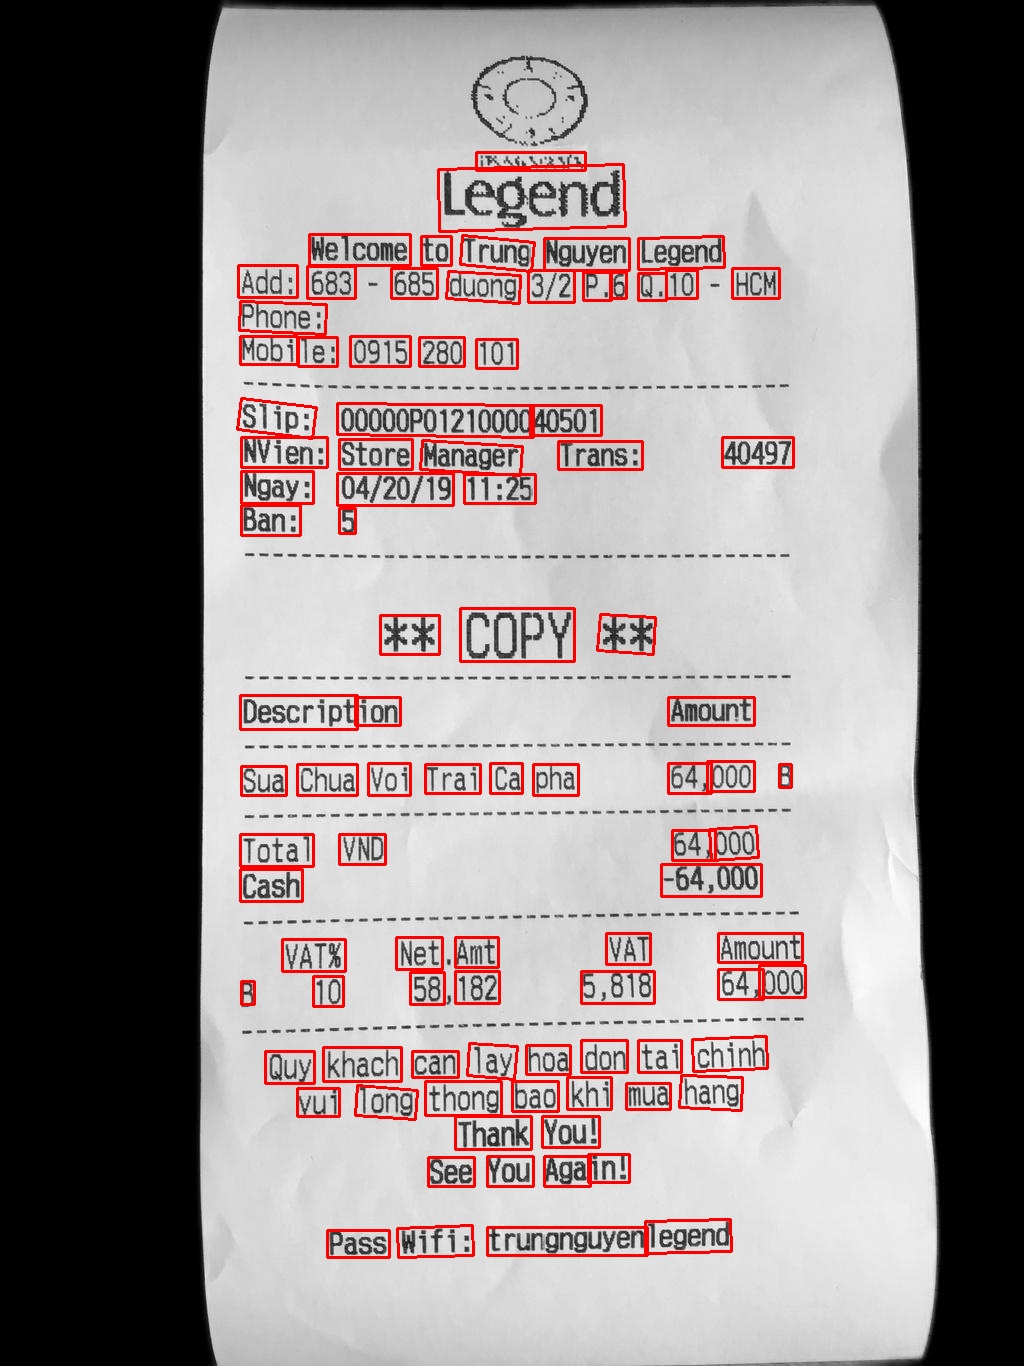 Legend
Welcome to Trung Nguyen Legend
Add: 683 - 685 duong 3/2 P.6 Q.10 - HCM
Phone:
Mobile: 0915 280 101
Slip: 00000P0121000040501
NVien: Store Manager Trans: 40497
Ngay: 04/20/19 11:25
Ban: 5
** COPY **
Description Amount
Sua Chua Voi Trai Ca pha 64,000 B
Total VND 64,000
Cash -64,000
VAT% Net.Amt VAT Amount
B 10 58,182 5,818 64,000
Quy khach can lay hoa don tai chinh
vui long thong bao khi mua hang
Thank You!
See You Again!
Pass Wifi: trungnguyenlegend